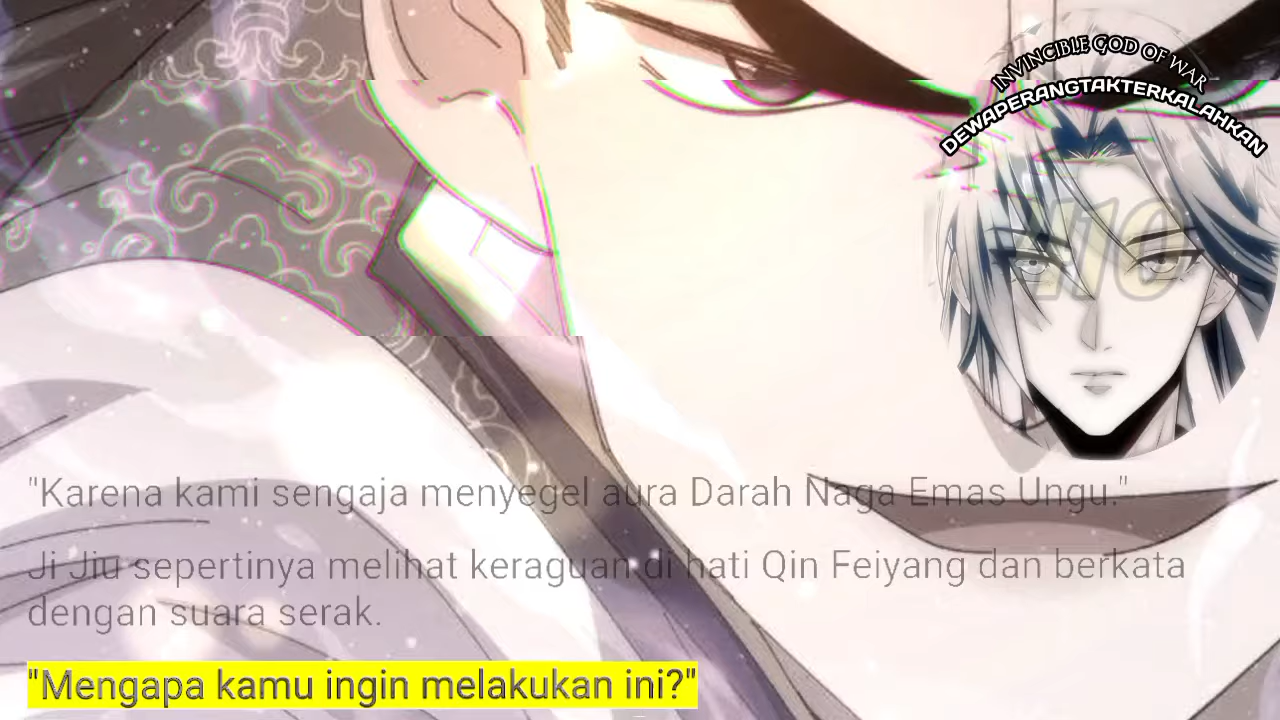 INVINCIBLE GOD OF WAR
DEWAPERANGTAKTERKALAHKAN
"Karena kami sengaja menyegel aura Darah Naga Emas Ungu."
Ji Jiu sepertinya melihat keraguan di hati Qin Feiyang dan berkata
dengan suara serak.
"Mengapa kamu ingin melakukan ini?"